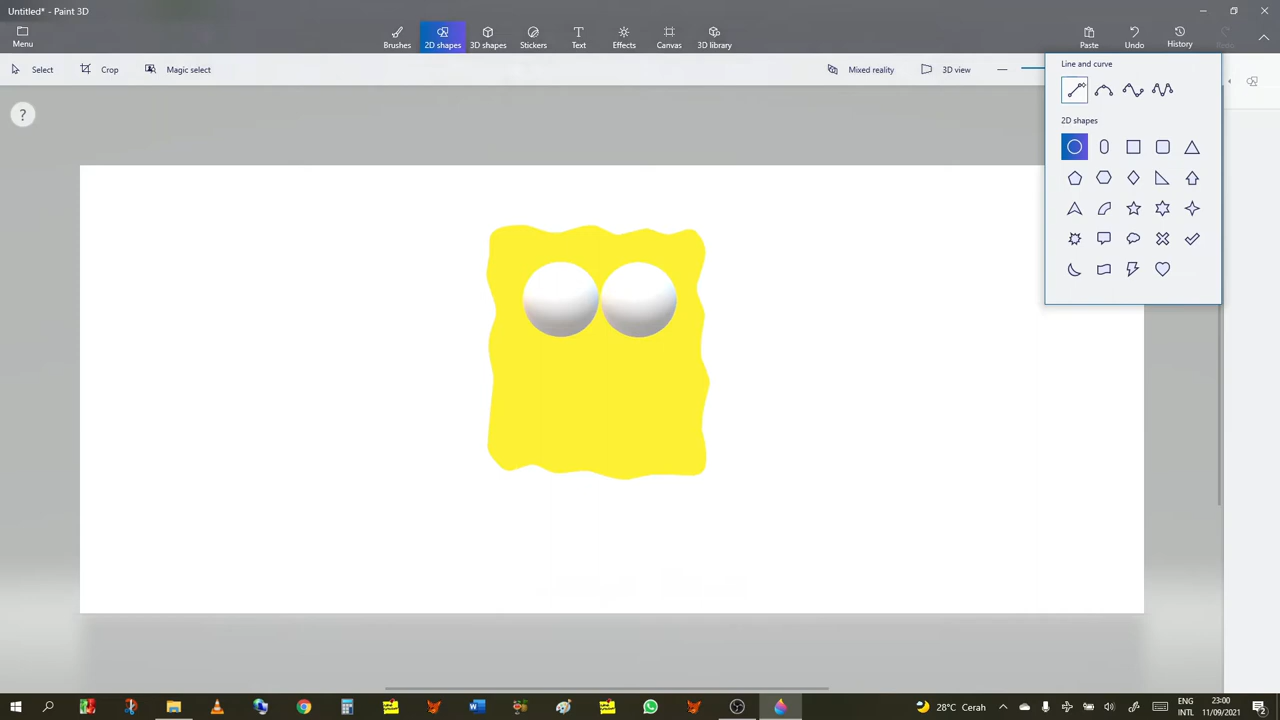 Untitled* - Paint 3D
Menu
Brushes
2D shapes
3D shapes
Stickers
Text
Effects
Canvas
3D library
Paste
Undo
History
Redo
Select
Crop
Magic select
Mixed reality
3D view
Line and curve
2D shapes
?
28°C Cerah
ENG
INTL
23:00
11/09/2021
2